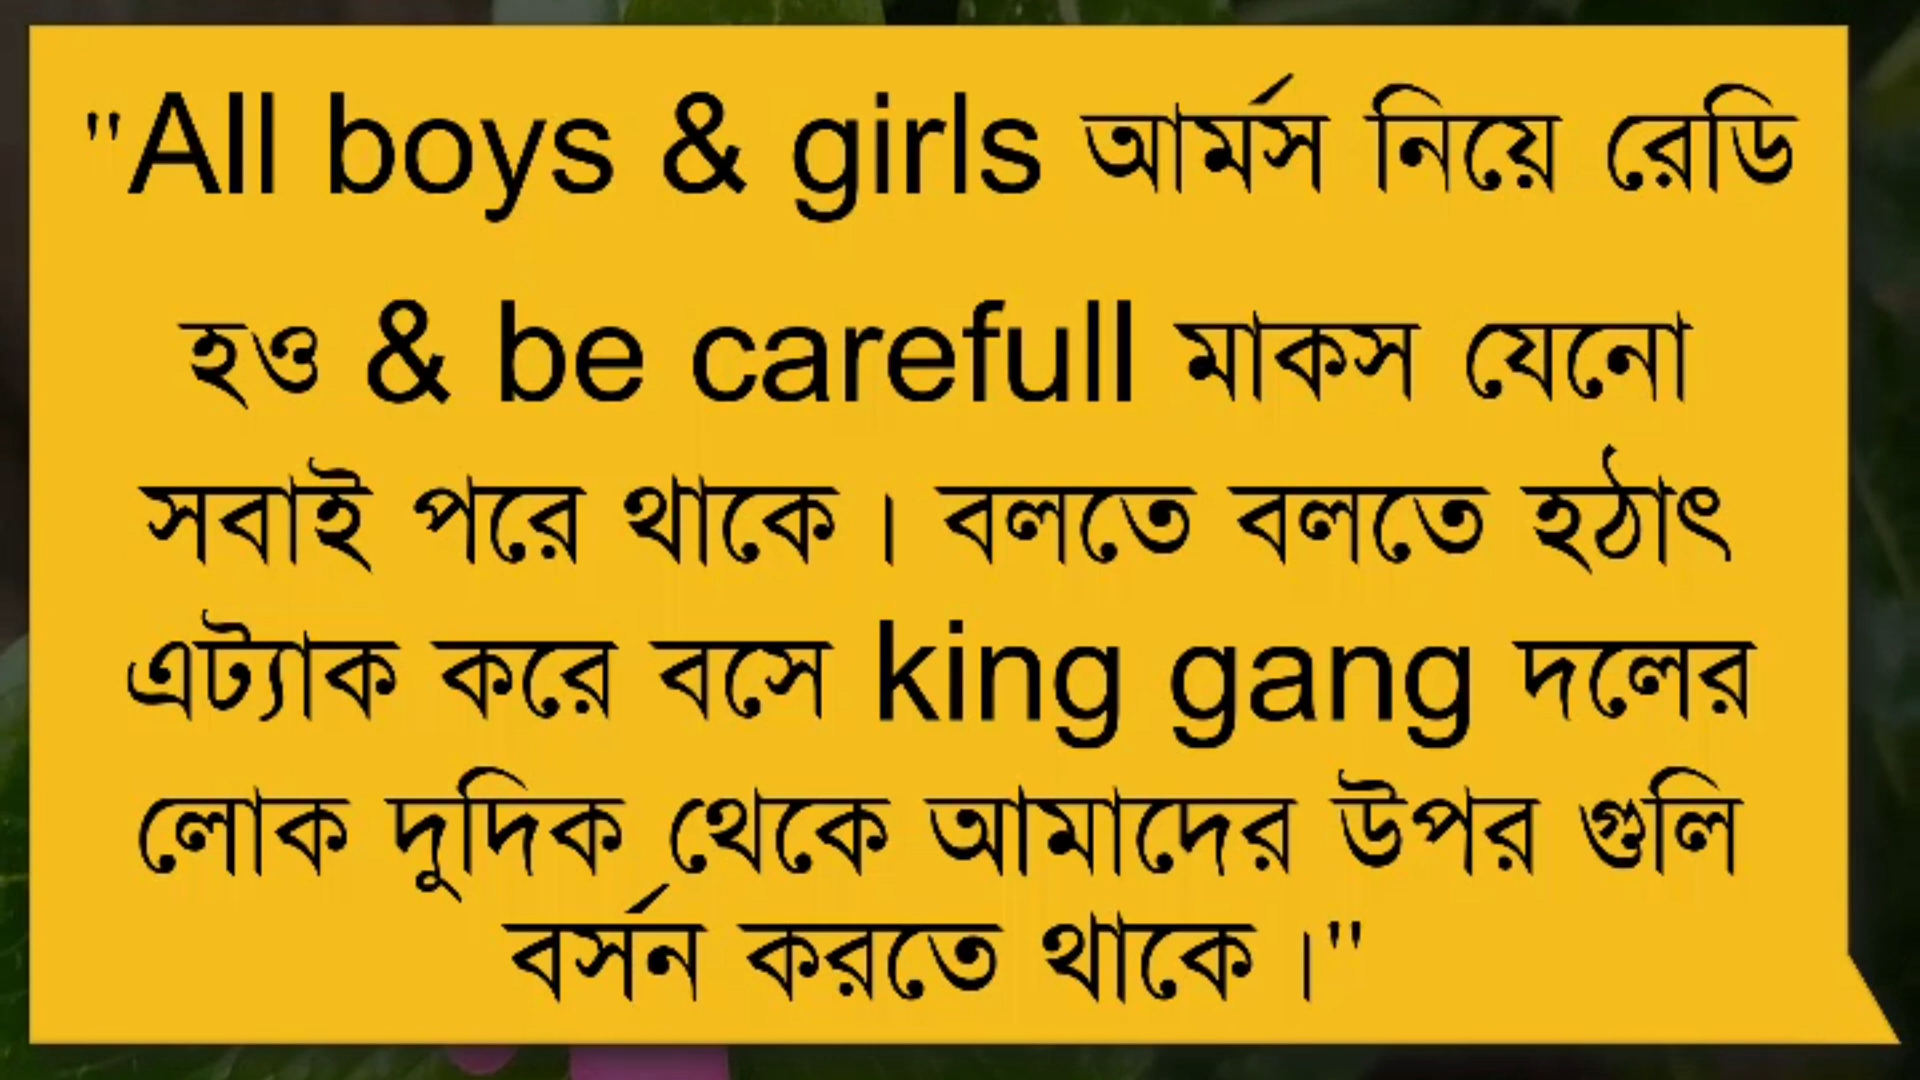 "All boys & girls আর্মস নিয়ে রেডি
হও & be carefull মাকস যেনো
সবাই পরে থাকে। বলতে বলতে হঠাৎ
এট্যাক করে বসে king gang দলের
লোক দুদিক থেকে আমাদের উপর গুলি
বর্সন করতে থাকে।"